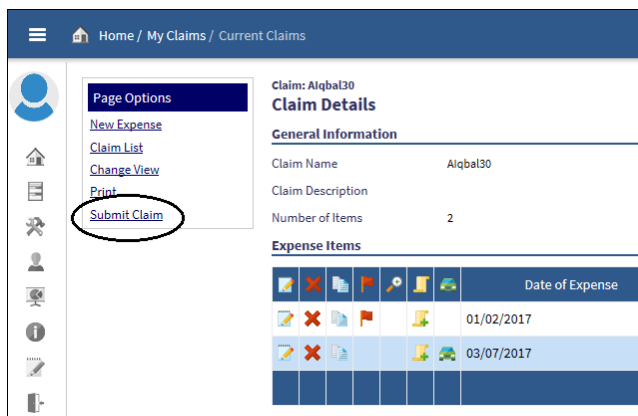 Home / My Claims / Current Claims
Page Options
New Expense
Claim List
Change View
Print
Submit Claim
Claim: AIqbal30
Claim Details
General Information
Claim Name AIqbal30
Claim Description
Number of Items 2
Expense Items
Date of Expense
01/02/2017
03/07/2017